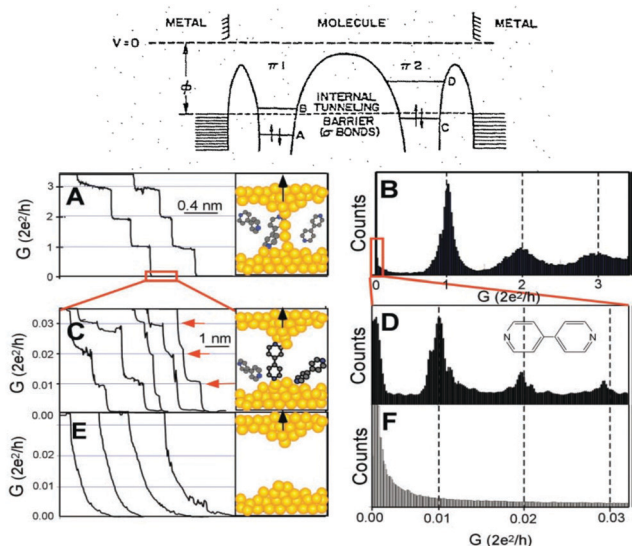 METAL MOLECULE METAL
V=0
π1 π2
ϕ
D
B
INTERNAL
TUNNELING
BARRIER
(σ BONDS)
A
C
A
3
2
1
0
G (2e²/h)
0.4 nm
B
Counts
0 1 2 3
G (2e²/h)
C
0.03
0.02
0.01
G (2e²/h)
1 nm
D
Counts
N
N
E
0.00
0.02
0.01
0.00
G (2e²/h)
F
Counts
0.00 0.01 0.02 0.03
G (2e²/h)